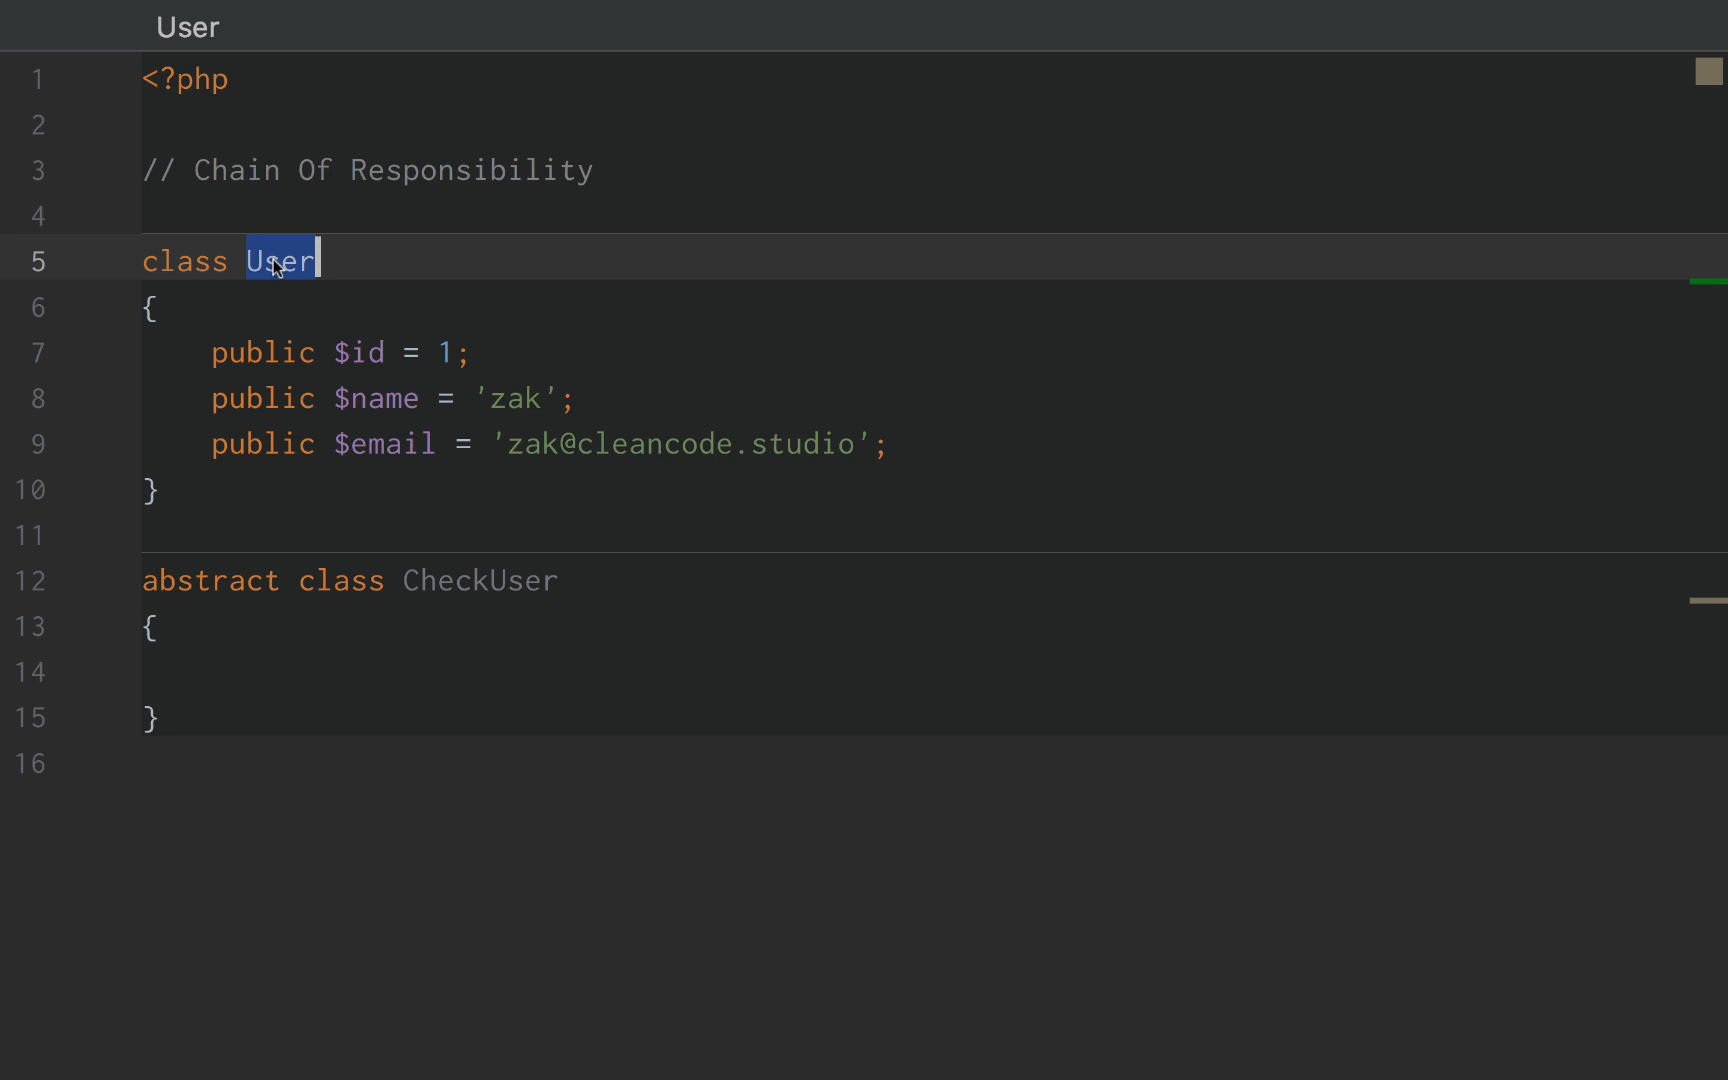 User
1 <?php
2
3 // Chain Of Responsibility
4
5 class User
6 {
7     public $id = 1;
8     public $name = 'zak';
9     public $email = 'zak@cleancode.studio';
10 }
11
12 abstract class CheckUser
13 {
14
15 }
16